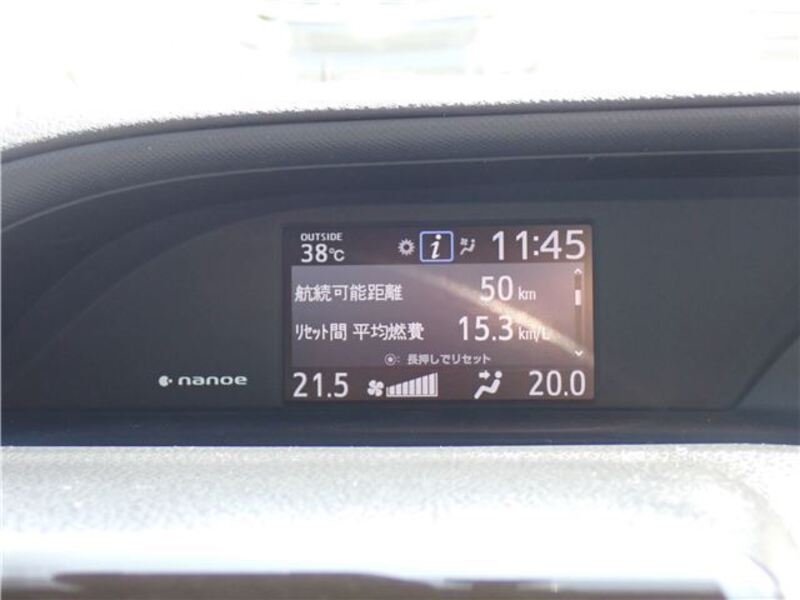 OUTSIDE
38℃ i 11:45
航続可能距離 50 km
ﾘｾｯﾄ間 平均燃費 15.3 km/L
◉: 長押しでリセット
nanoe
21.5 20.0